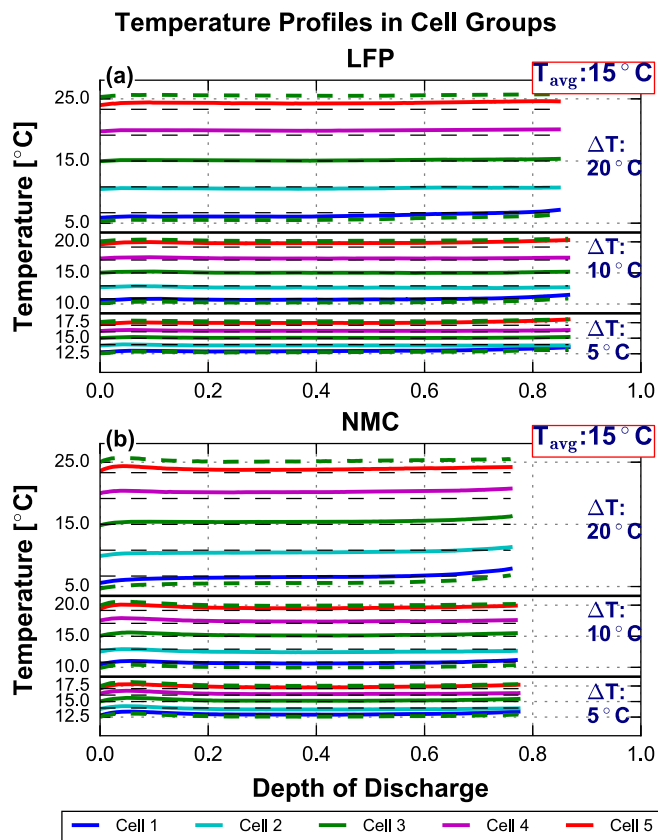 Temperature Profiles in Cell Groups
LFP
(a)
T_avg:15°C
25.0
15.0
5.0
20.0
15.0
10.0
17.5
15.0
12.5
ΔT:
20°C
ΔT:
10°C
ΔT:
5°C
Temperature [°C]
0.0 0.2 0.4 0.6 0.8 1.0
NMC
(b)
T_avg:15°C
25.0
15.0
5.0
20.0
15.0
10.0
17.5
15.0
12.5
ΔT:
20°C
ΔT:
10°C
ΔT:
5°C
Temperature [°C]
0.0 0.2 0.4 0.6 0.8 1.0
Depth of Discharge
Cell 1 Cell 2 Cell 3 Cell 4 Cell 5